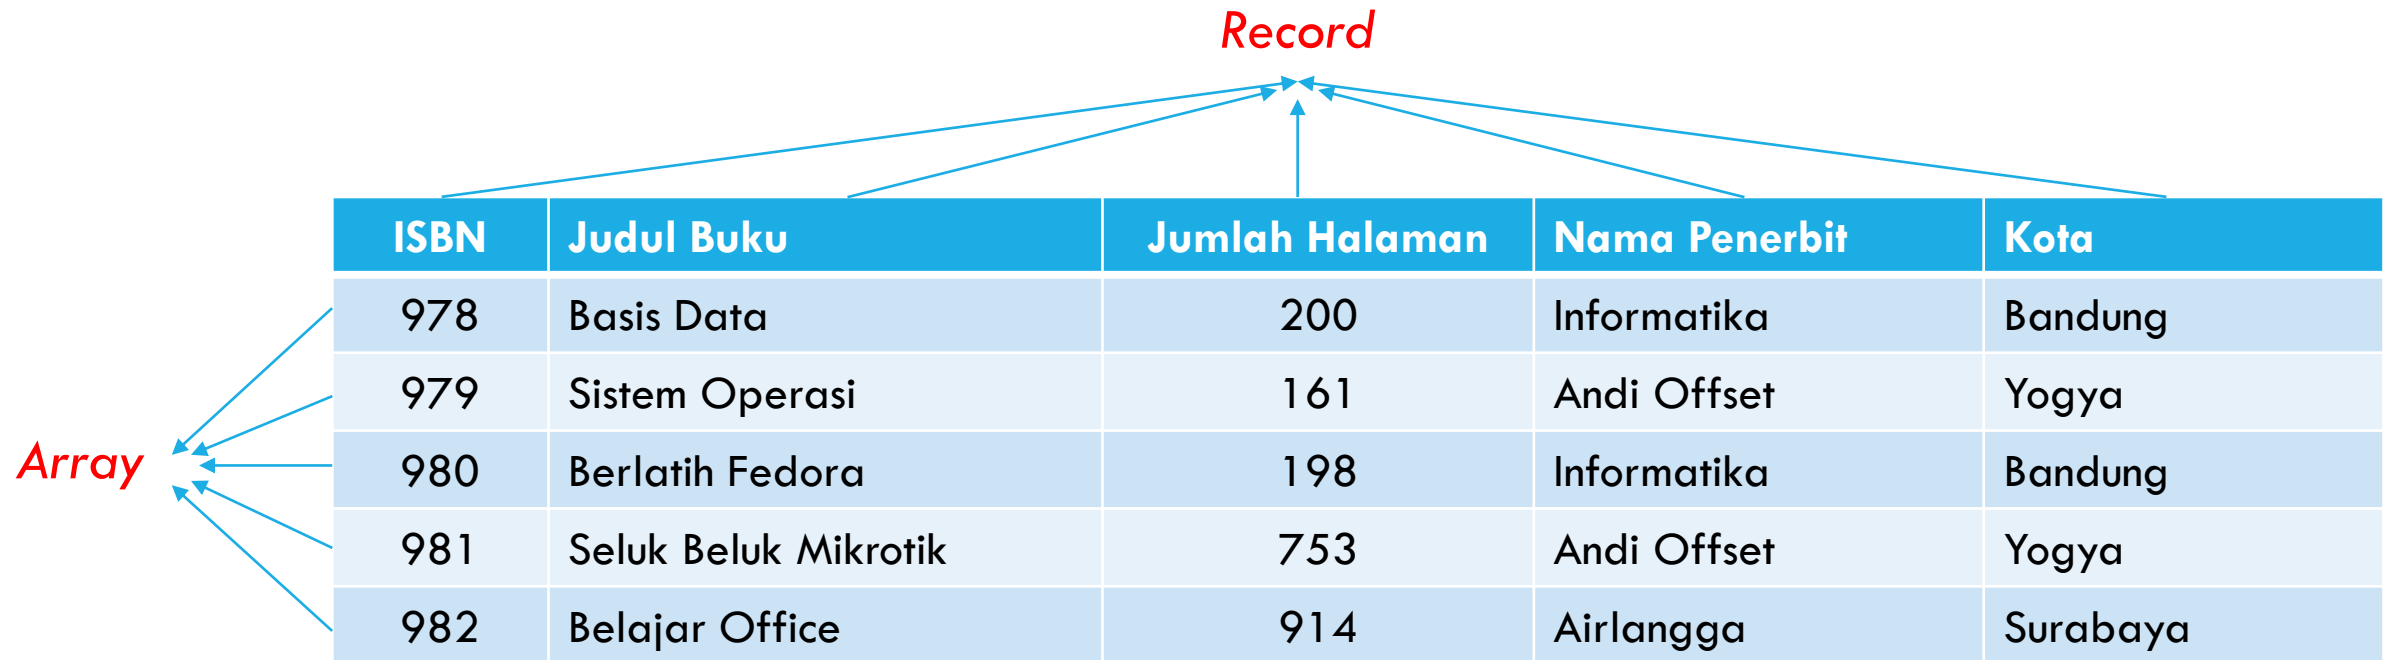 Record
ISBN Judul Buku Jumlah Halaman Nama Penerbit Kota
978 Basis Data 200 Informatika Bandung
979 Sistem Operasi 161 Andi Offset Yogya
Array
980 Berlatih Fedora 198 Informatika Bandung
981 Seluk Beluk Mikrotik 753 Andi Offset Yogya
982 Belajar Office 914 Airlangga Surabaya